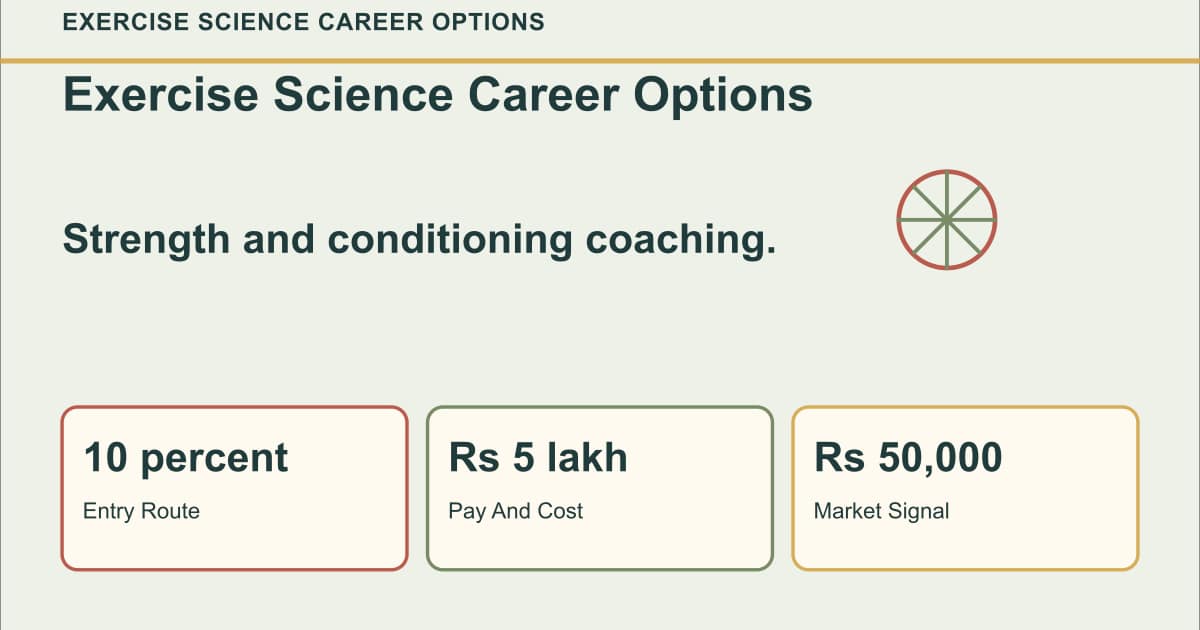 EXERCISE SCIENCE CAREER OPTIONS
Exercise Science Career Options
Strength and conditioning coaching.
10 percent
Entry Route
Rs 5 lakh
Pay And Cost
Rs 50,000
Market Signal